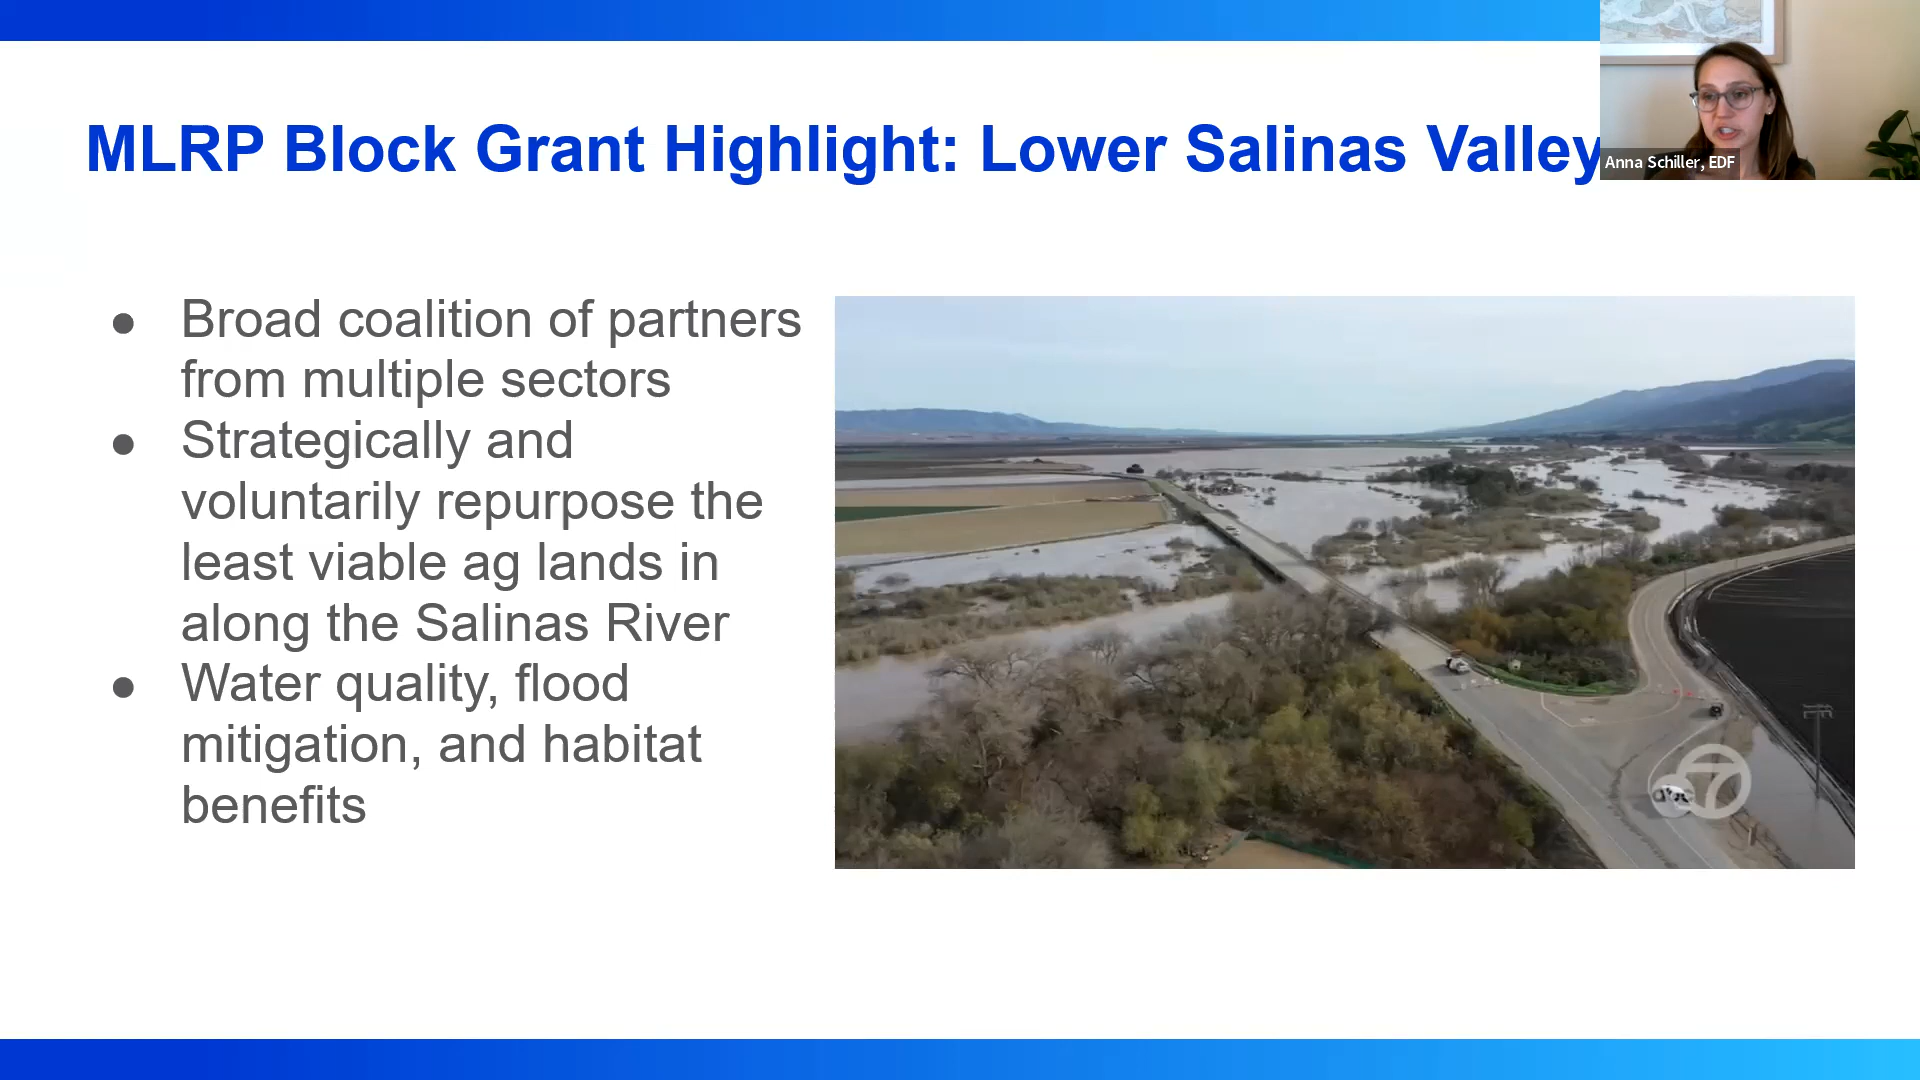 MLRP Block Grant Highlight: Lower Salinas Valley
Anna Schiller, EDF
● Broad coalition of partners
from multiple sectors
● Strategically and
voluntarily repurpose the
least viable ag lands in
along the Salinas River
● Water quality, flood
mitigation, and habitat
benefits
abc 7